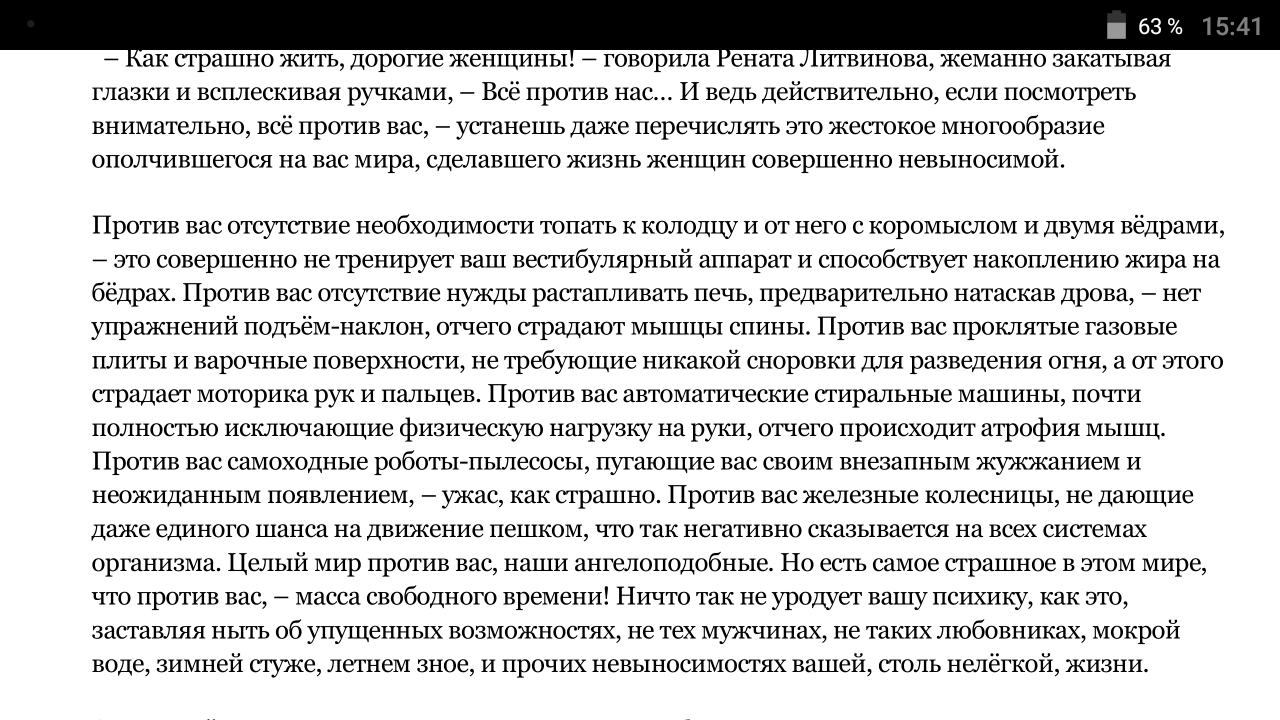 63 % 15:41
– Как страшно жить, дорогие женщины! – говорила Рената Литвинова, жеманно закатывая
глазки и всплескивая ручками, – Всё против нас... И ведь действительно, если посмотреть
внимательно, всё против вас, – устанешь даже перечислять это жестокое многообразие
ополчившегося на вас мира, сделавшего жизнь женщин совершенно невыносимой.
Против вас отсутствие необходимости топать к колодцу и от него с коромыслом и двумя вёдрами,
– это совершенно не тренирует ваш вестибулярный аппарат и способствует накоплению жира на
бёдрах. Против вас отсутствие нужды растапливать печь, предварительно натаскав дрова, – нет
упражнений подъём-наклон, отчего страдают мышцы спины. Против вас проклятые газовые
плиты и варочные поверхности, не требующие никакой сноровки для разведения огня, а от этого
страдает моторика рук и пальцев. Против вас автоматические стиральные машины, почти
полностью исключающие физическую нагрузку на руки, отчего происходит атрофия мышц.
Против вас самоходные роботы-пылесосы, пугающие вас своим внезапным жужжанием и
неожиданным появлением, – ужас, как страшно. Против вас железные колесницы, не дающие
даже единого шанса на движение пешком, что так негативно сказывается на всех системах
организма. Целый мир против вас, наши ангелоподобные. Но есть самое страшное в этом мире,
что против вас, – масса свободного времени! Ничто так не уродует вашу психику, как это,
заставляя ныть об упущенных возможностях, не тех мужчинах, не таких любовниках, мокрой
воде, зимней стуже, летнем зное, и прочих невыносимостях вашей, столь нелёгкой, жизни.